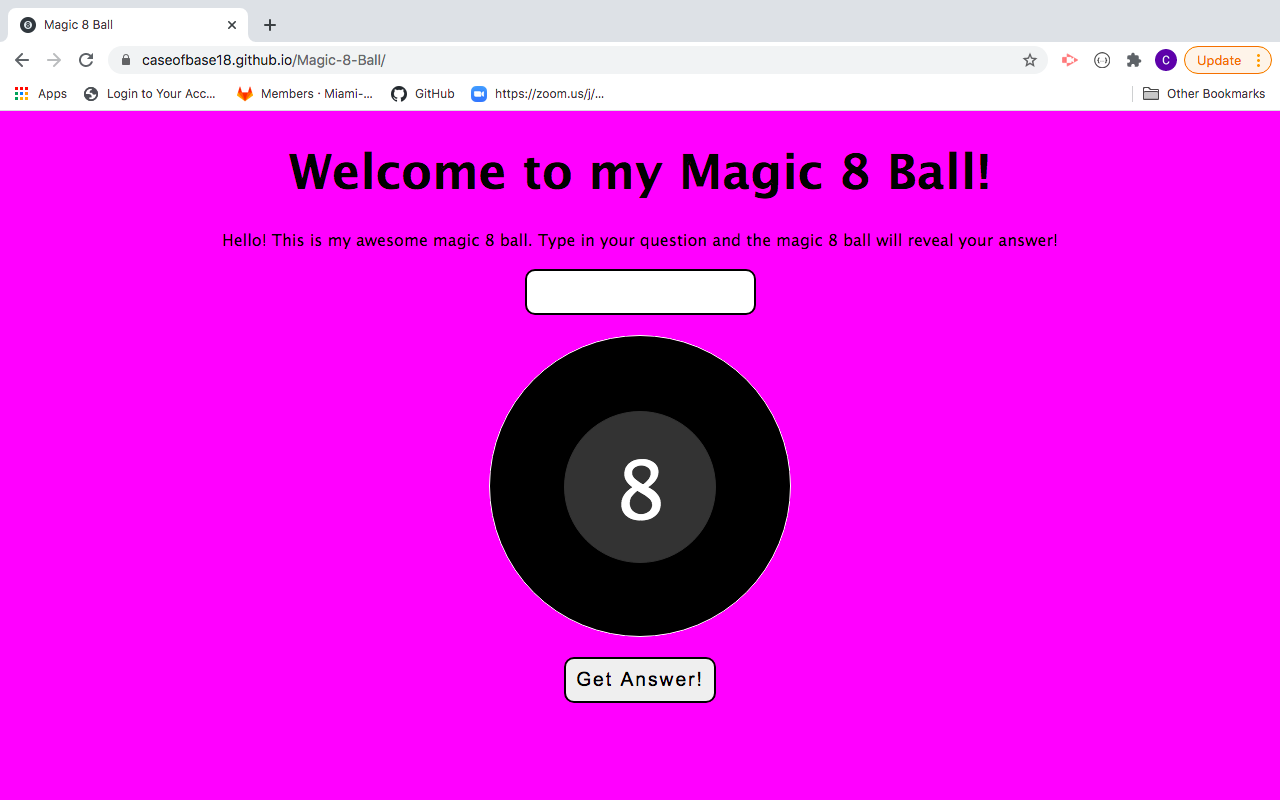 Magic 8 Ball
caseofbase18.github.io/Magic-8-Ball/
C
Update
Apps
Login to Your Acc...
Members · Miami-...
GitHub
https://zoom.us/j/...
Other Bookmarks
Welcome to my Magic 8 Ball!
Hello! This is my awesome magic 8 ball. Type in your question and the magic 8 ball will reveal your answer!
8
Get Answer!